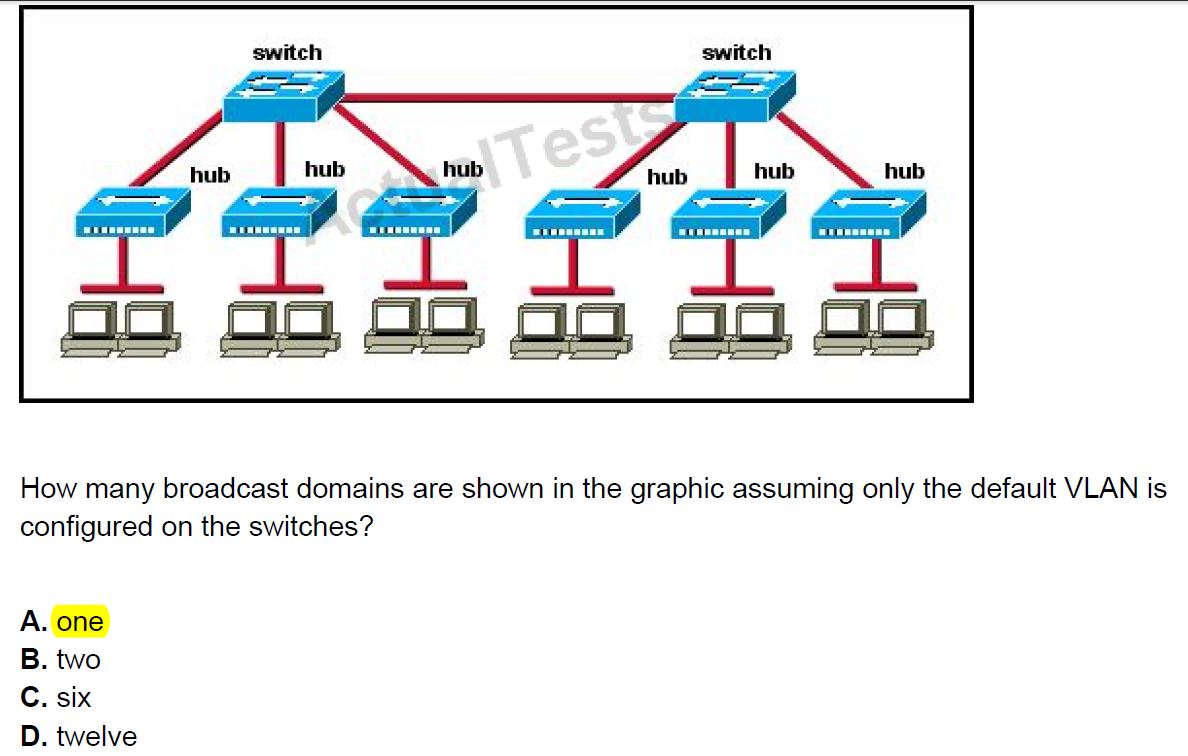 switch switch
hub hub hub hub hub hub
ActualTests
How many broadcast domains are shown in the graphic assuming only the default VLAN is
configured on the switches?
A. one
B. two
C. six
D. twelve